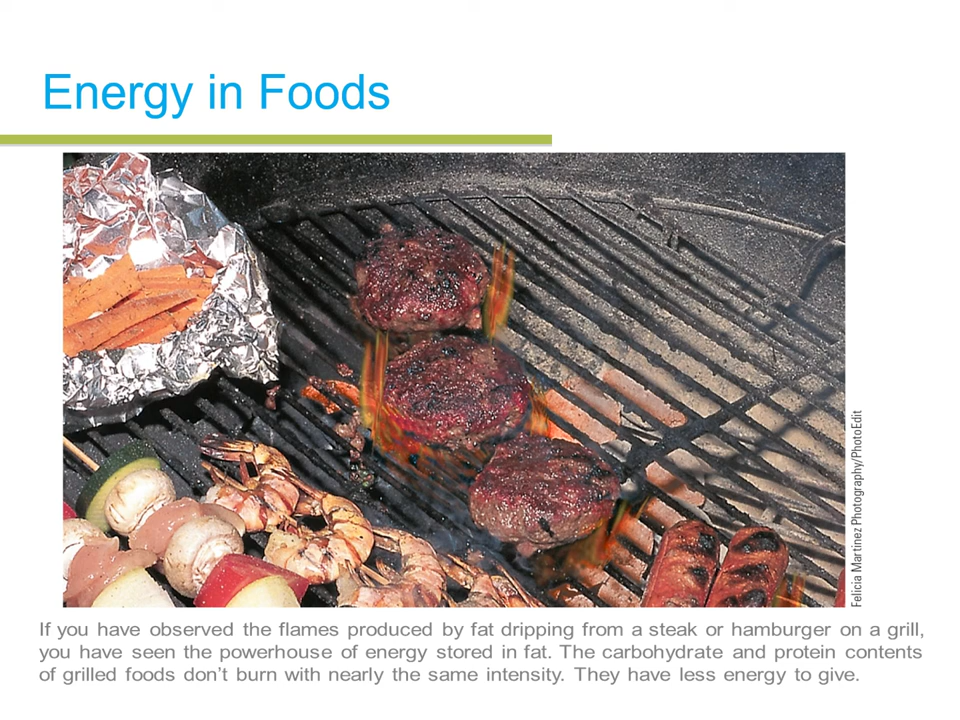 Energy in Foods
Felicia Martinez Photography/PhotoEdit
If you have observed the flames produced by fat dripping from a steak or hamburger on a grill,
you have seen the powerhouse of energy stored in fat. The carbohydrate and protein contents
of grilled foods don’t burn with nearly the same intensity. They have less energy to give.